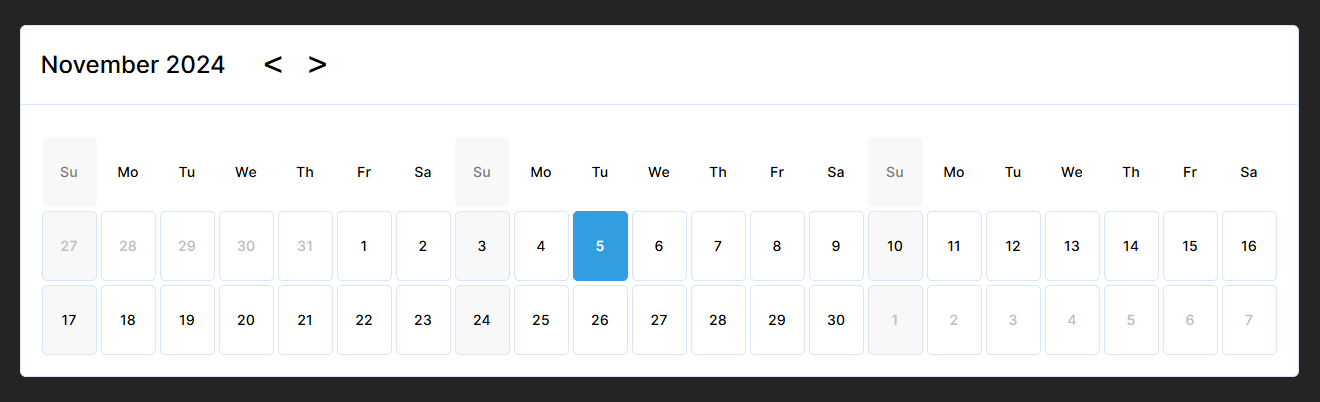 November 2024 < >
Su Mo Tu We Th Fr Sa Su Mo Tu We Th Fr Sa Su Mo Tu We Th Fr Sa
27 28 29 30 31 1 2 3 4 5 6 7 8 9 10 11 12 13 14 15 16
17 18 19 20 21 22 23 24 25 26 27 28 29 30 1 2 3 4 5 6 7